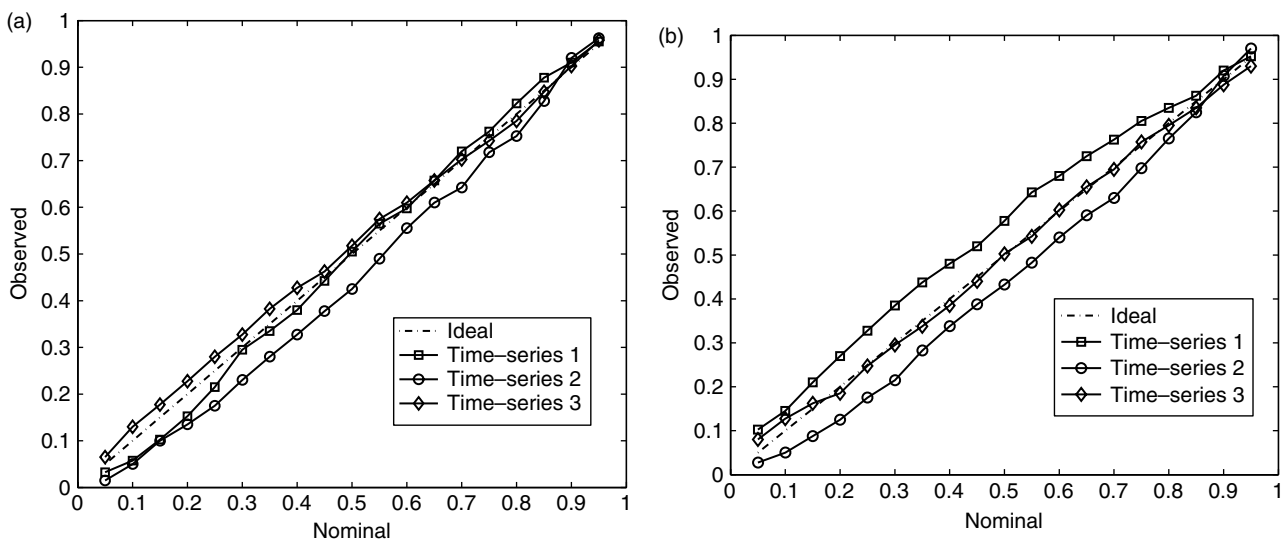 (a)
1
0.9
0.8
0.7
0.6
0.5
0.4
0.3
0.2
0.1
0
Observed
0 0.1 0.2 0.3 0.4 0.5 0.6 0.7 0.8 0.9 1
Nominal
Ideal
Time–series 1
Time–series 2
Time–series 3
(b)
1
0.9
0.8
0.7
0.6
0.5
0.4
0.3
0.2
0.1
0
Observed
0 0.1 0.2 0.3 0.4 0.5 0.6 0.7 0.8 0.9 1
Nominal
Ideal
Time–series 1
Time–series 2
Time–series 3